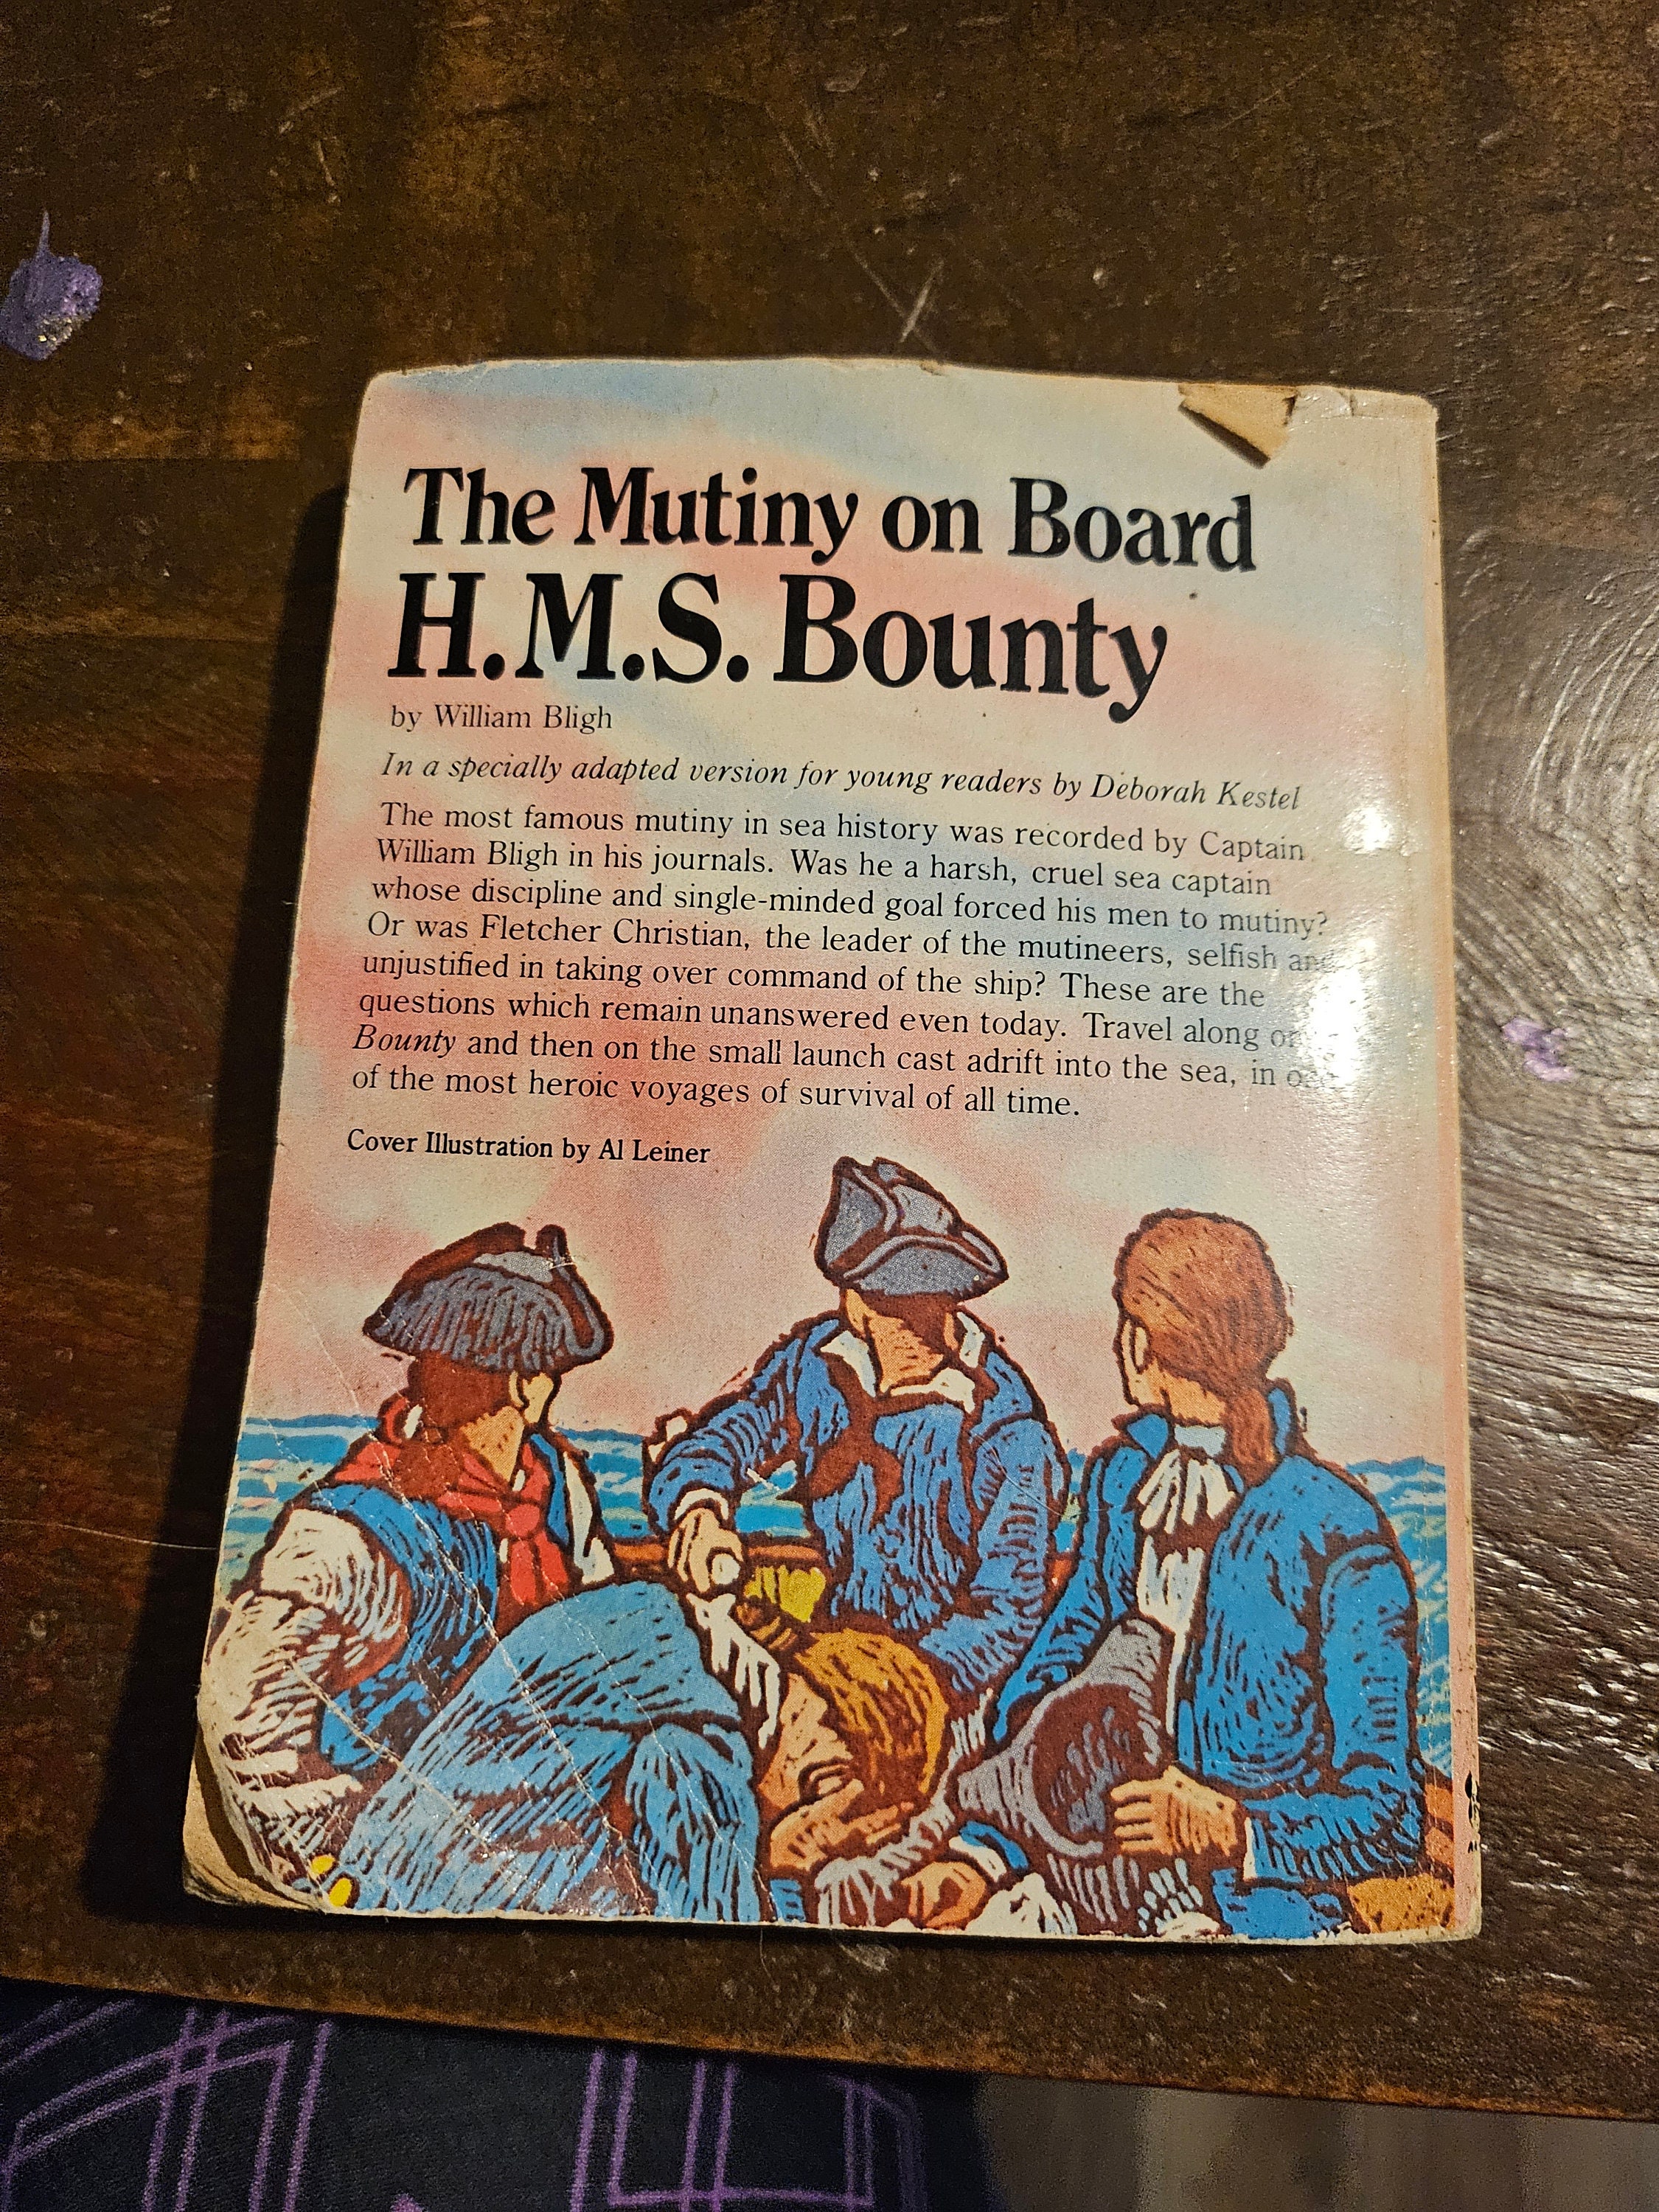 The Mutiny on Board
H.M.S. Bounty
by William Bligh
In a specially adapted version for young readers by Deborah Kestel
The most famous mutiny in sea history was recorded by Captain
William Bligh in his journals. Was he a harsh, cruel sea captain
whose discipline and single-minded goal forced his men to mutiny?
Or was Fletcher Christian, the leader of the mutineers, selfish and
unjustified in taking over command of the ship? These are the
questions which remain unanswered even today. Travel along
Bounty and then on the small launch cast adrift into the sea, in
of the most heroic voyages of survival of all time.
Cover Illustration by Al Leiner